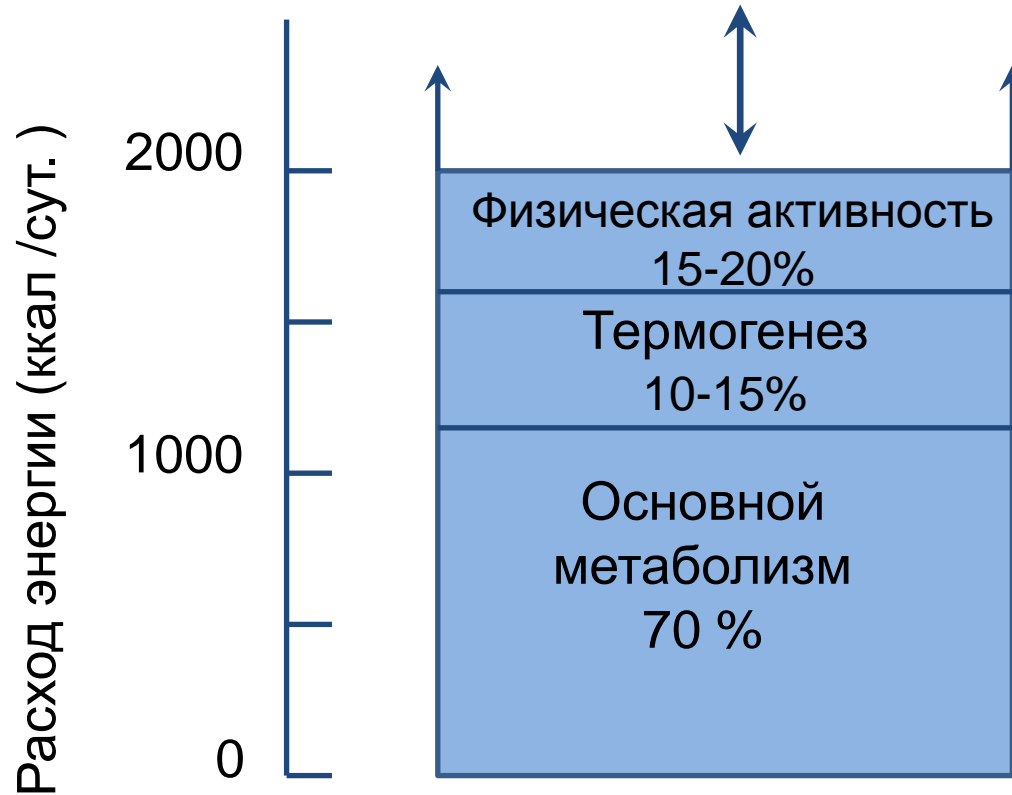 Расход энергии (ккал /сут. )
2000
1000
0
Физическая активность
15-20%
Термогенез
10-15%
Основной
метаболизм
70 %